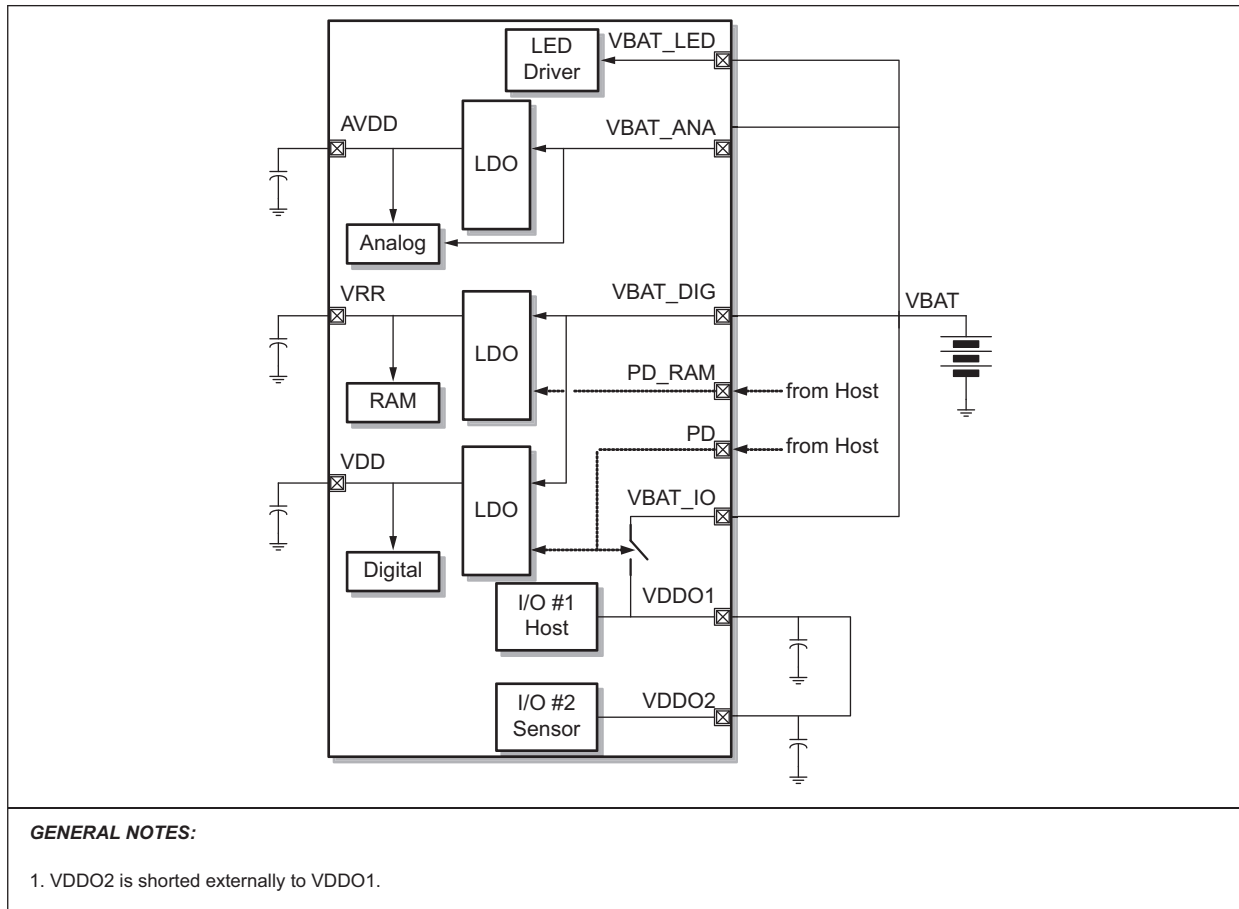 VBAT_LED
LED
Driver
AVDD
VBAT_ANA
LDO
Analog
VRR
VBAT_DIG
VBAT
LDO
PD_RAM
from Host
RAM
PD
from Host
VDD
VBAT_IO
LDO
Digital
I/O #1
Host
VDDO1
I/O #2
Sensor
VDDO2
GENERAL NOTES:
1. VDDO2 is shorted externally to VDDO1.